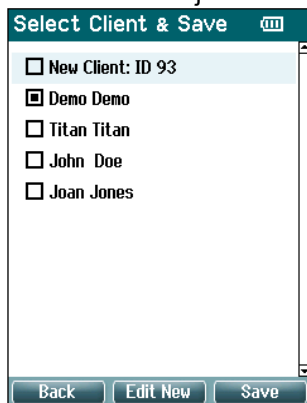 Select Client & Save
New Client: ID 93
Demo Demo
Titan Titan
John Doe
Joan Jones
Back
Edit New
Save